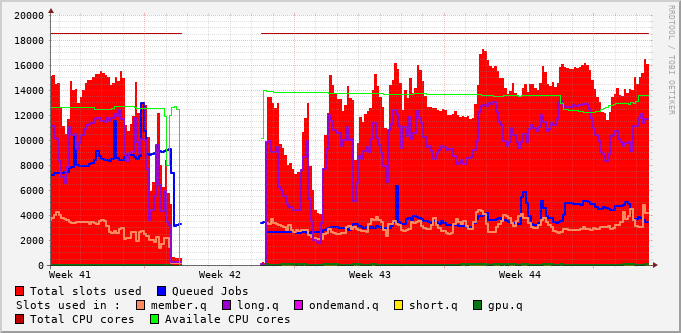 20000
18000
16000
14000
12000
10000
8000
6000
4000
2000
0
Week 41 Week 42 Week 43 Week 44
Total slots used Queued Jobs
Slots used in : member.q long.q ondemand.q short.q gpu.q
Total CPU cores Availale CPU cores
RRDTOOL / TOBI OETIKER